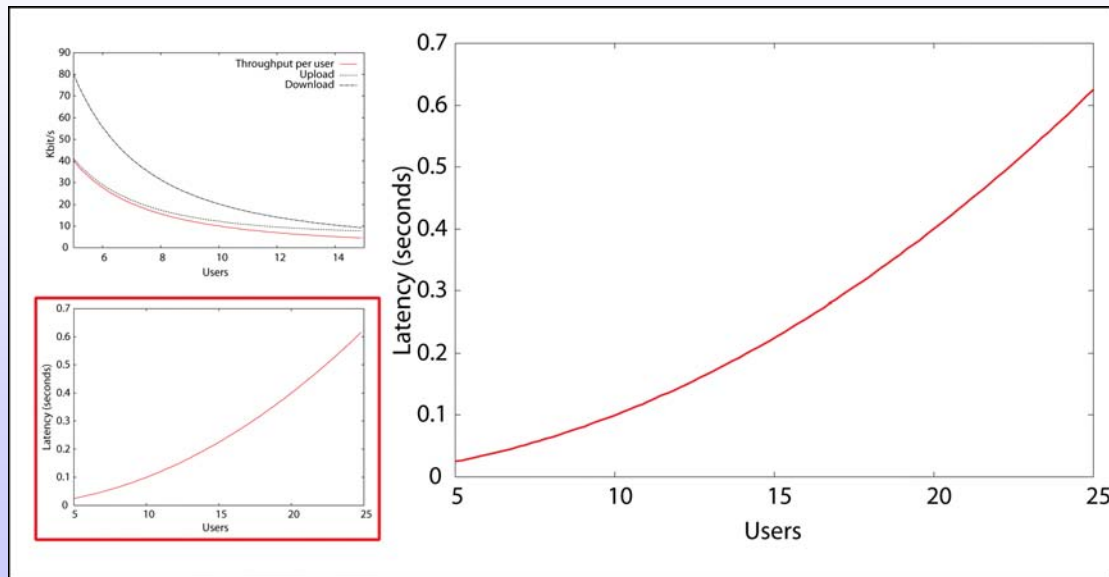 90
80
70
60
50
40
30
20
10
0
Kbit/s
Throughput per user
Upload
Download
6 8 10 12 14
Users
0.7
0.6
0.5
0.4
0.3
0.2
0.1
0
Latency (seconds)
5 10 15 20 25
Users
0.7
0.6
0.5
0.4
0.3
0.2
0.1
0
Latency (seconds)
5 10 15 20 25
Users